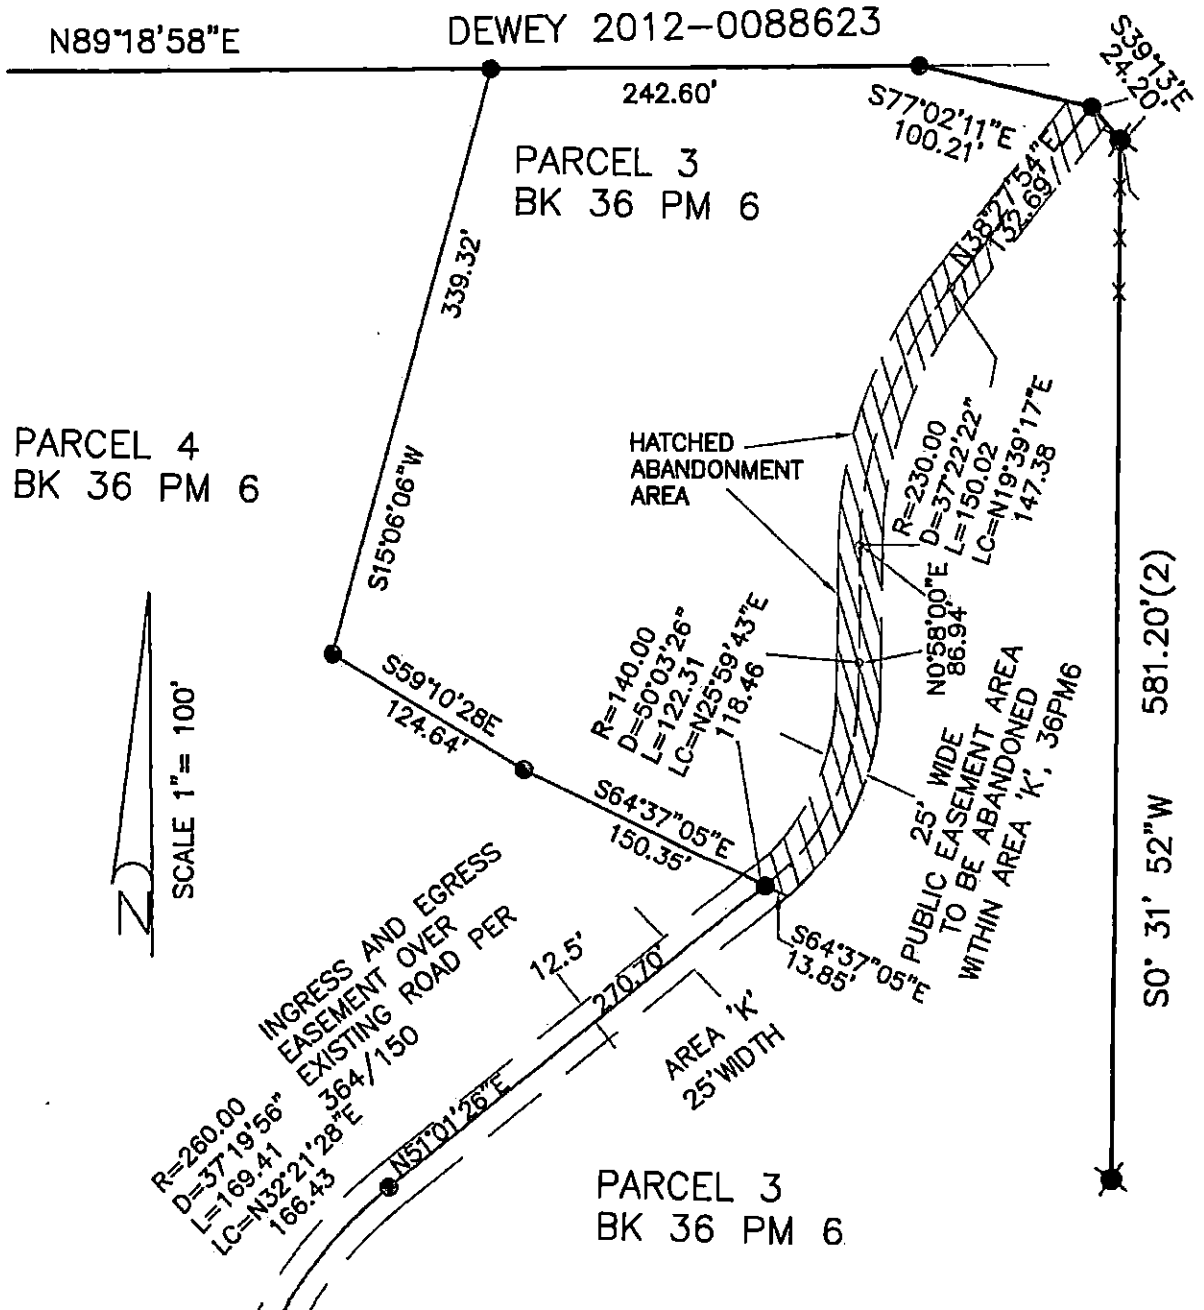 N89°18'58"E
DEWEY 2012-0088623
S39°13'E
24.20'
242.60'
S77°02'11"E
100.21'
PARCEL 3
BK 36 PM 6
N38°27'54"E
132.69'
339.32'
S15°06'06"W
PARCEL 4
BK 36 PM 6
HATCHED
ABANDONMENT
AREA
R=230.00
D=37°22'22"
L=150.02
LC=N19°39'17"E
147.38
N0°58'00"E
86.94'
R=140.00
D=50°03'26"
L=122.31
LC=N25°59'43"E
118.46
S59°10'28E
124.64'
S64°37"05"E
150.35'
SCALE 1"= 100'
N
25' WIDE
PUBLIC EASEMENT AREA
TO BE ABANDONED
WITHIN AREA 'K', 36PM6
S0° 31' 52"W 581.20'(2)
S64°37"05"E
13.85'
INGRESS AND EGRESS
EASEMENT OVER
EXISTING ROAD PER
364/150
12.5'
270.70'
AREA 'K'
25'WIDTH
N51°01'26"E
R=260.00
D=37°19'56"
L=169.41
LC=N32°21'28"E
166.43
PARCEL 3
BK 36 PM 6